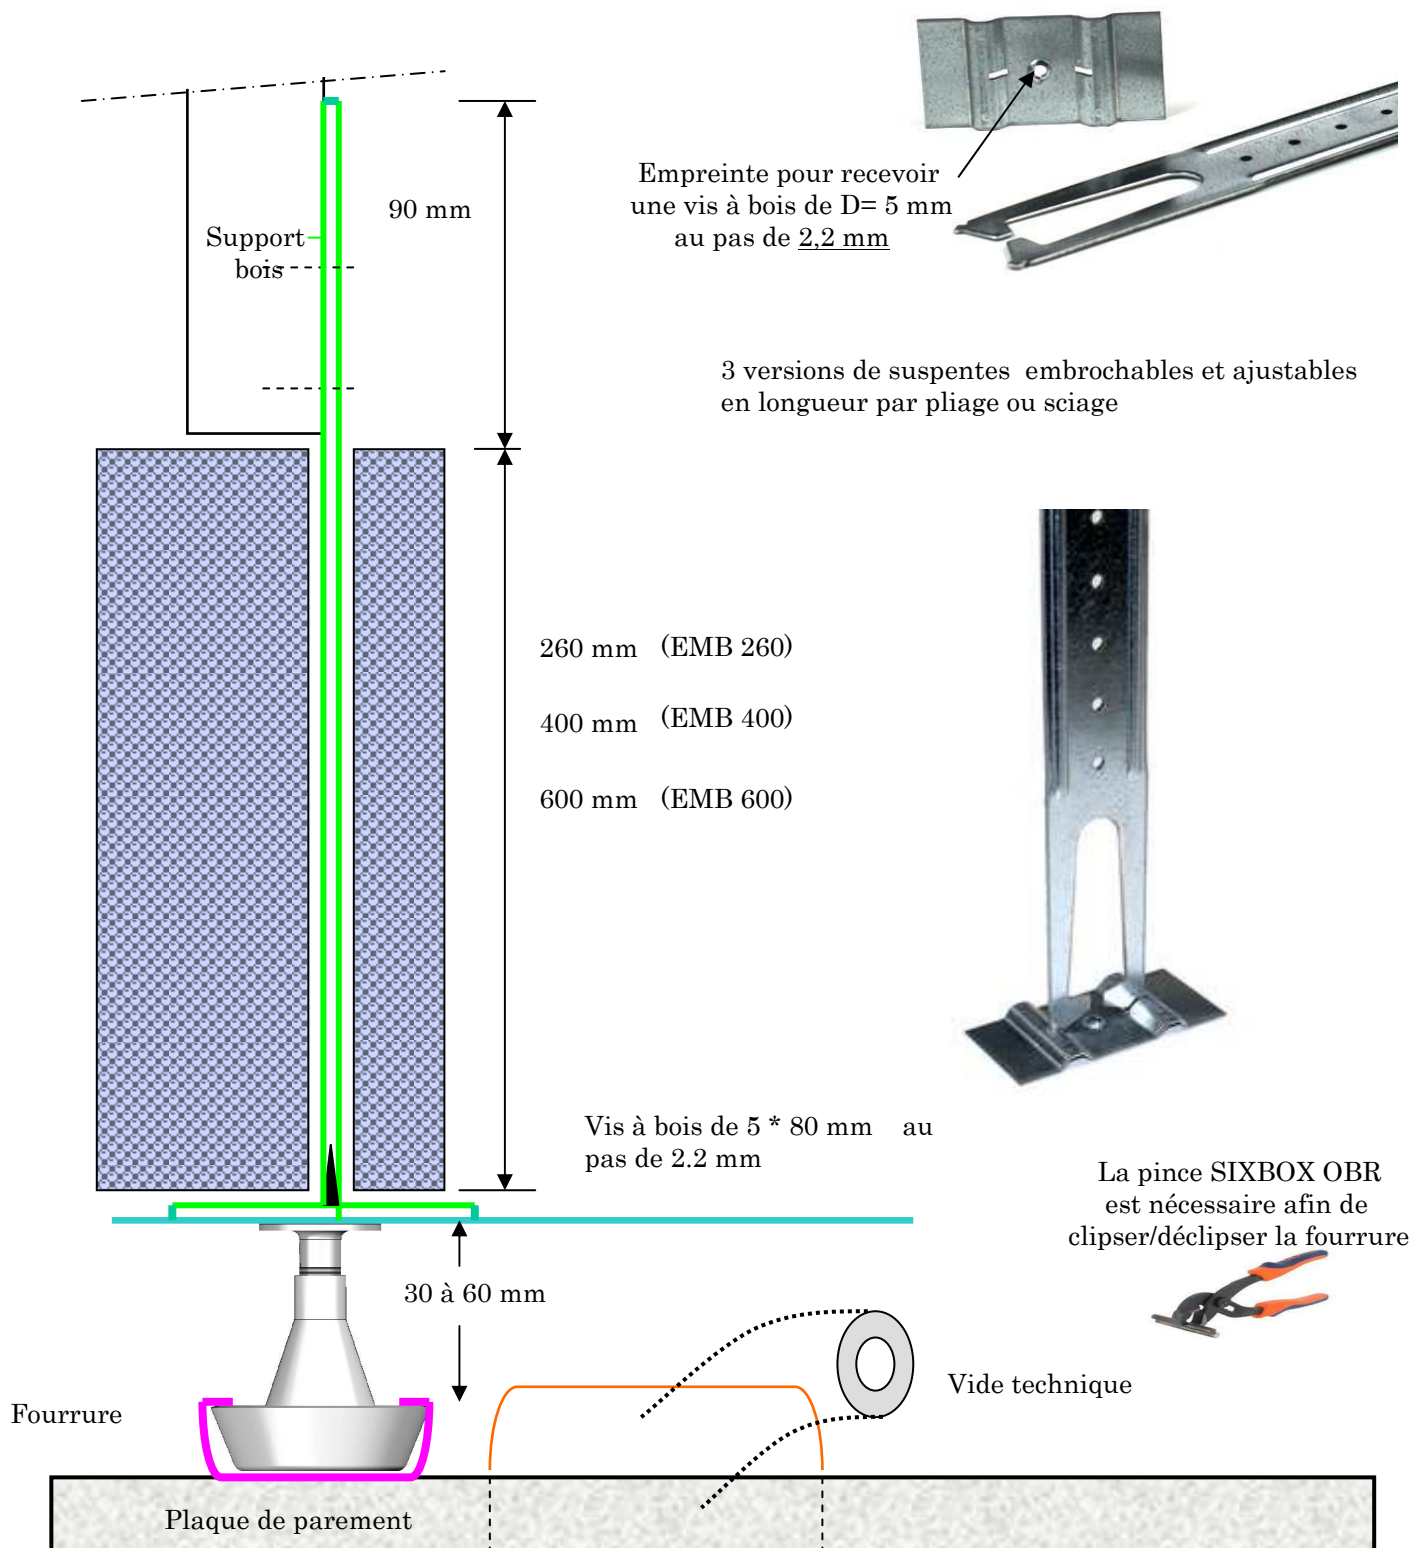 Empreinte pour recevoir
une vis à bois de D= 5 mm
au pas de 2,2 mm
90 mm
Support
bois
3 versions de suspentes embrochables et ajustables
en longueur par pliage ou sciage
260 mm (EMB 260)
400 mm (EMB 400)
600 mm (EMB 600)
Vis à bois de 5 * 80 mm au
pas de 2.2 mm
La pince SIXBOX OBR
est nécessaire afin de
clipser/déclipser la fourrure
30 à 60 mm
Vide technique
Fourrure
Plaque de parement